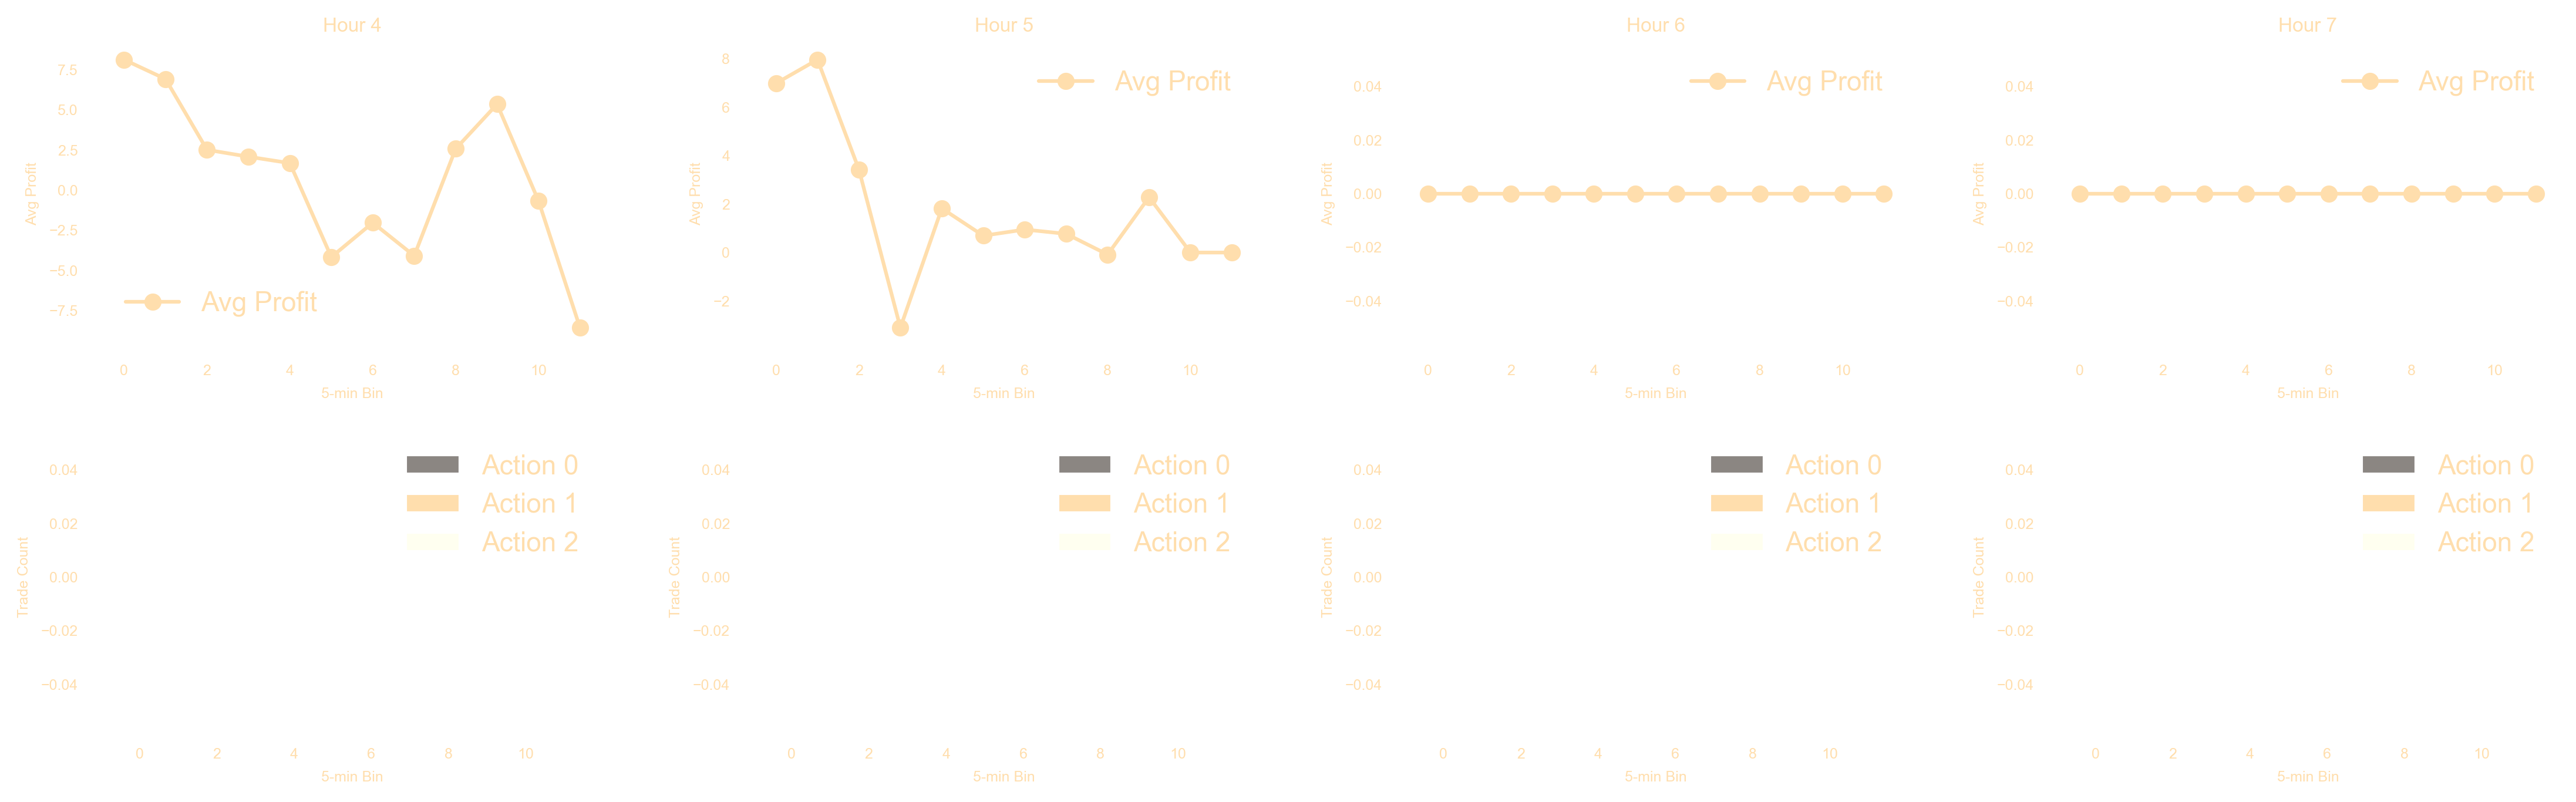 Hour 4
7.5
5.0
2.5
0.0
−2.5
−5.0
−7.5
Avg Profit
Avg Profit
0 2 4 6 8 10
5-min Bin
Hour 5
8
6
4
2
0
−2
Avg Profit
Avg Profit
0 2 4 6 8 10
5-min Bin
Hour 6
0.04
0.02
0.00
−0.02
−0.04
Avg Profit
Avg Profit
0 2 4 6 8 10
5-min Bin
Hour 7
0.04
0.02
0.00
−0.02
−0.04
Avg Profit
Avg Profit
0 2 4 6 8 10
5-min Bin
0.04
0.02
0.00
−0.02
−0.04
Trade Count
Action 0
Action 1
Action 2
0 2 4 6 8 10
5-min Bin
0.04
0.02
0.00
−0.02
−0.04
Trade Count
Action 0
Action 1
Action 2
0 2 4 6 8 10
5-min Bin
0.04
0.02
0.00
−0.02
−0.04
Trade Count
Action 0
Action 1
Action 2
0 2 4 6 8 10
5-min Bin
0.04
0.02
0.00
−0.02
−0.04
Trade Count
Action 0
Action 1
Action 2
0 2 4 6 8 10
5-min Bin